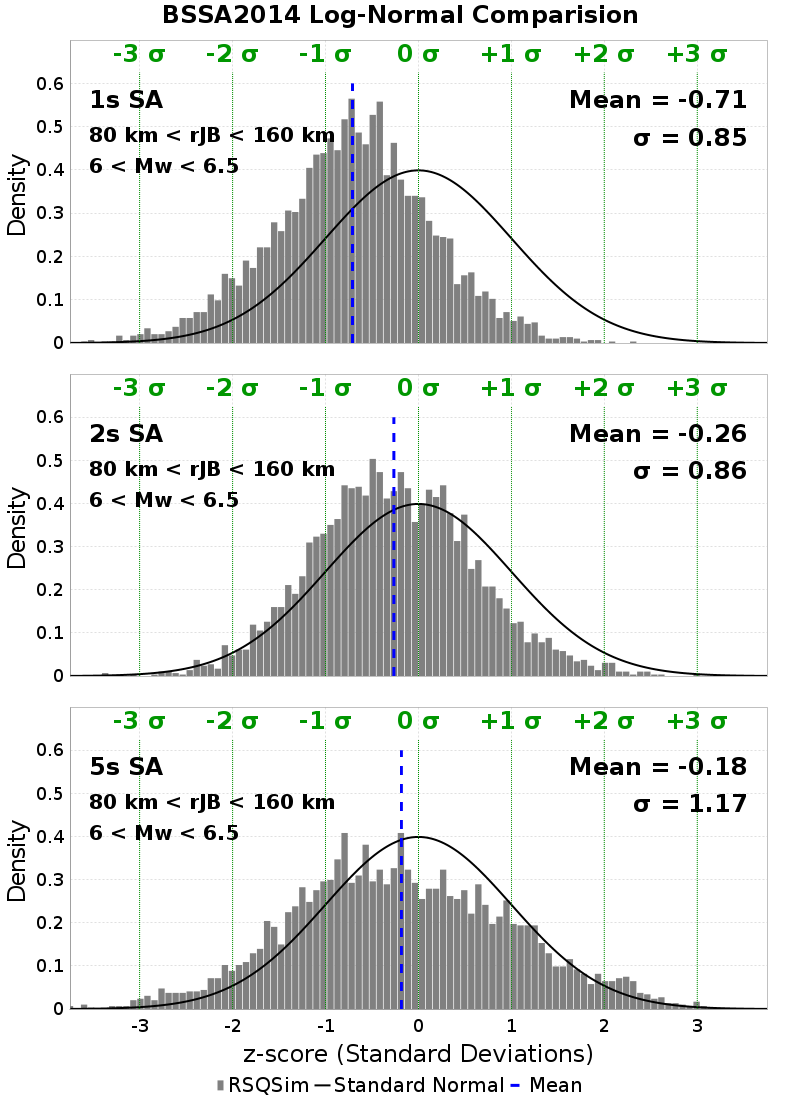 BSSA2014 Log-Normal Comparision
-3 σ -2 σ -1 σ 0 σ +1 σ +2 σ +3 σ
0.6
0.5
0.4
0.3
0.2
0.1
0
Density
1s SA
80 km < rJB < 160 km
6 < Mw < 6.5
Mean = -0.71
σ = 0.85
-3 σ -2 σ -1 σ 0 σ +1 σ +2 σ +3 σ
0.6
0.5
0.4
0.3
0.2
0.1
0
Density
2s SA
80 km < rJB < 160 km
6 < Mw < 6.5
Mean = -0.26
σ = 0.86
-3 σ -2 σ -1 σ 0 σ +1 σ +2 σ +3 σ
0.6
0.5
0.4
0.3
0.2
0.1
0
Density
5s SA
80 km < rJB < 160 km
6 < Mw < 6.5
Mean = -0.18
σ = 1.17
-3 -2 -1 0 1 2 3
z-score (Standard Deviations)
RSQSim Standard Normal Mean